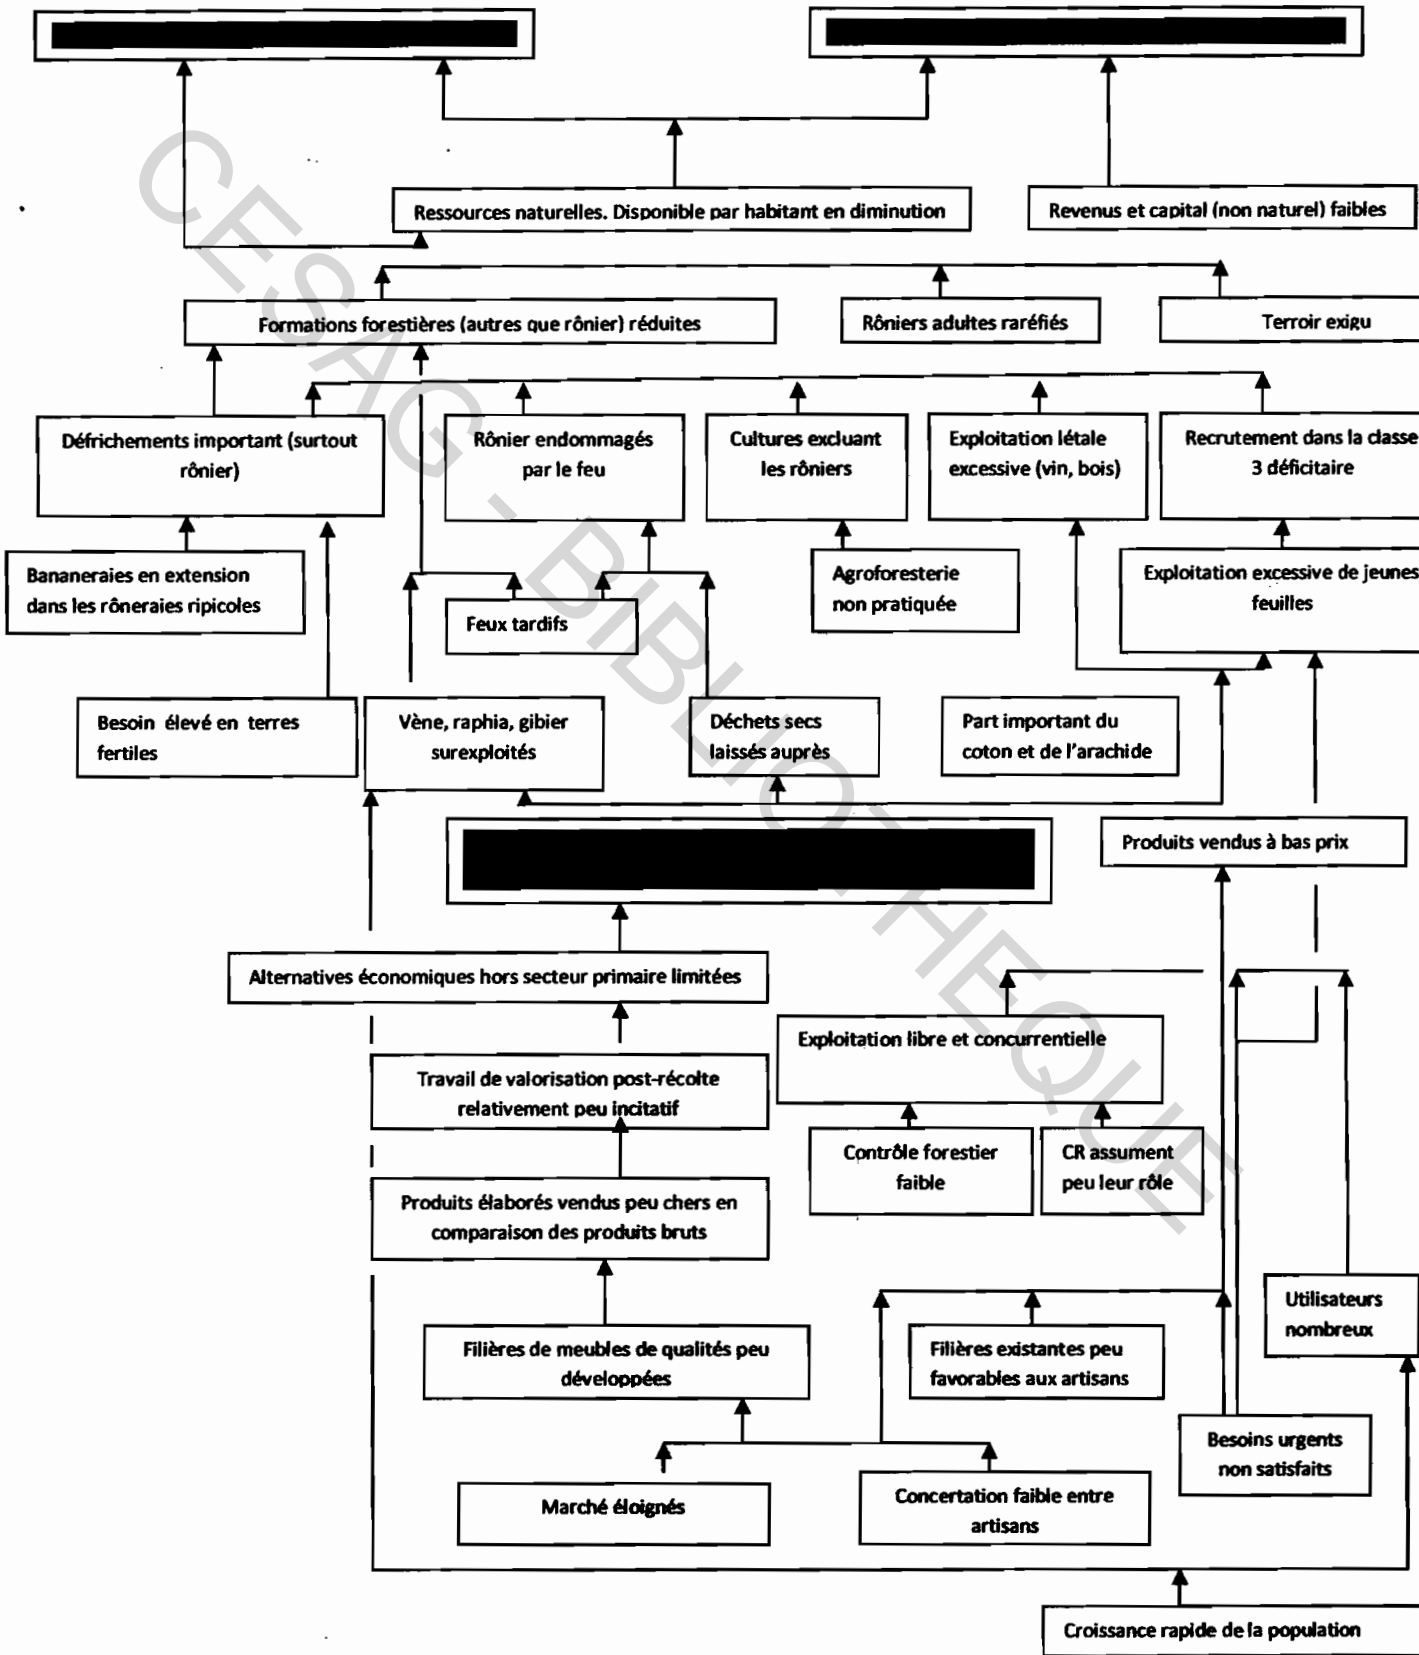 Ressources naturelles. Disponible par habitant en diminution
Revenus et capital (non naturel) faibles
Formations forestières (autres que rônier) réduites
Rôniers adultes raréfiés
Terroir exigu
Défrichements important (surtout
rônier)
Rônier endommagés
par le feu
Cultures excluant
les rôniers
Exploitation létale
excessive (vin, bois)
Recrutement dans la classe
3 déficitaire
Bananeraies en extension
dans les rôneraies ripicoles
Feux tardifs
Agroforesterie
non pratiquée
Exploitation excessive de jeunes
feuilles
Besoin élevé en terres
fertiles
Vène, raphia, gibier
surexploités
Déchets secs
laissés auprès
Part important du
coton et de l'arachide
Produits vendus à bas prix
Alternatives économiques hors secteur primaire limitées
Exploitation libre et concurrentielle
Travail de valorisation post-récolte
relativement peu incitatif
Contrôle forestier
faible
CR assument
peu leur rôle
Produits élaborés vendus peu chers en
comparaison des produits bruts
Utilisateurs
nombreux
Filières de meubles de qualités peu
développées
Filières existantes peu
favorables aux artisans
Besoins urgents
non satisfaits
Marché éloignés
Concertation faible entre
artisans
Croissance rapide de la population
CESAG - BIBLIOTHEQUE